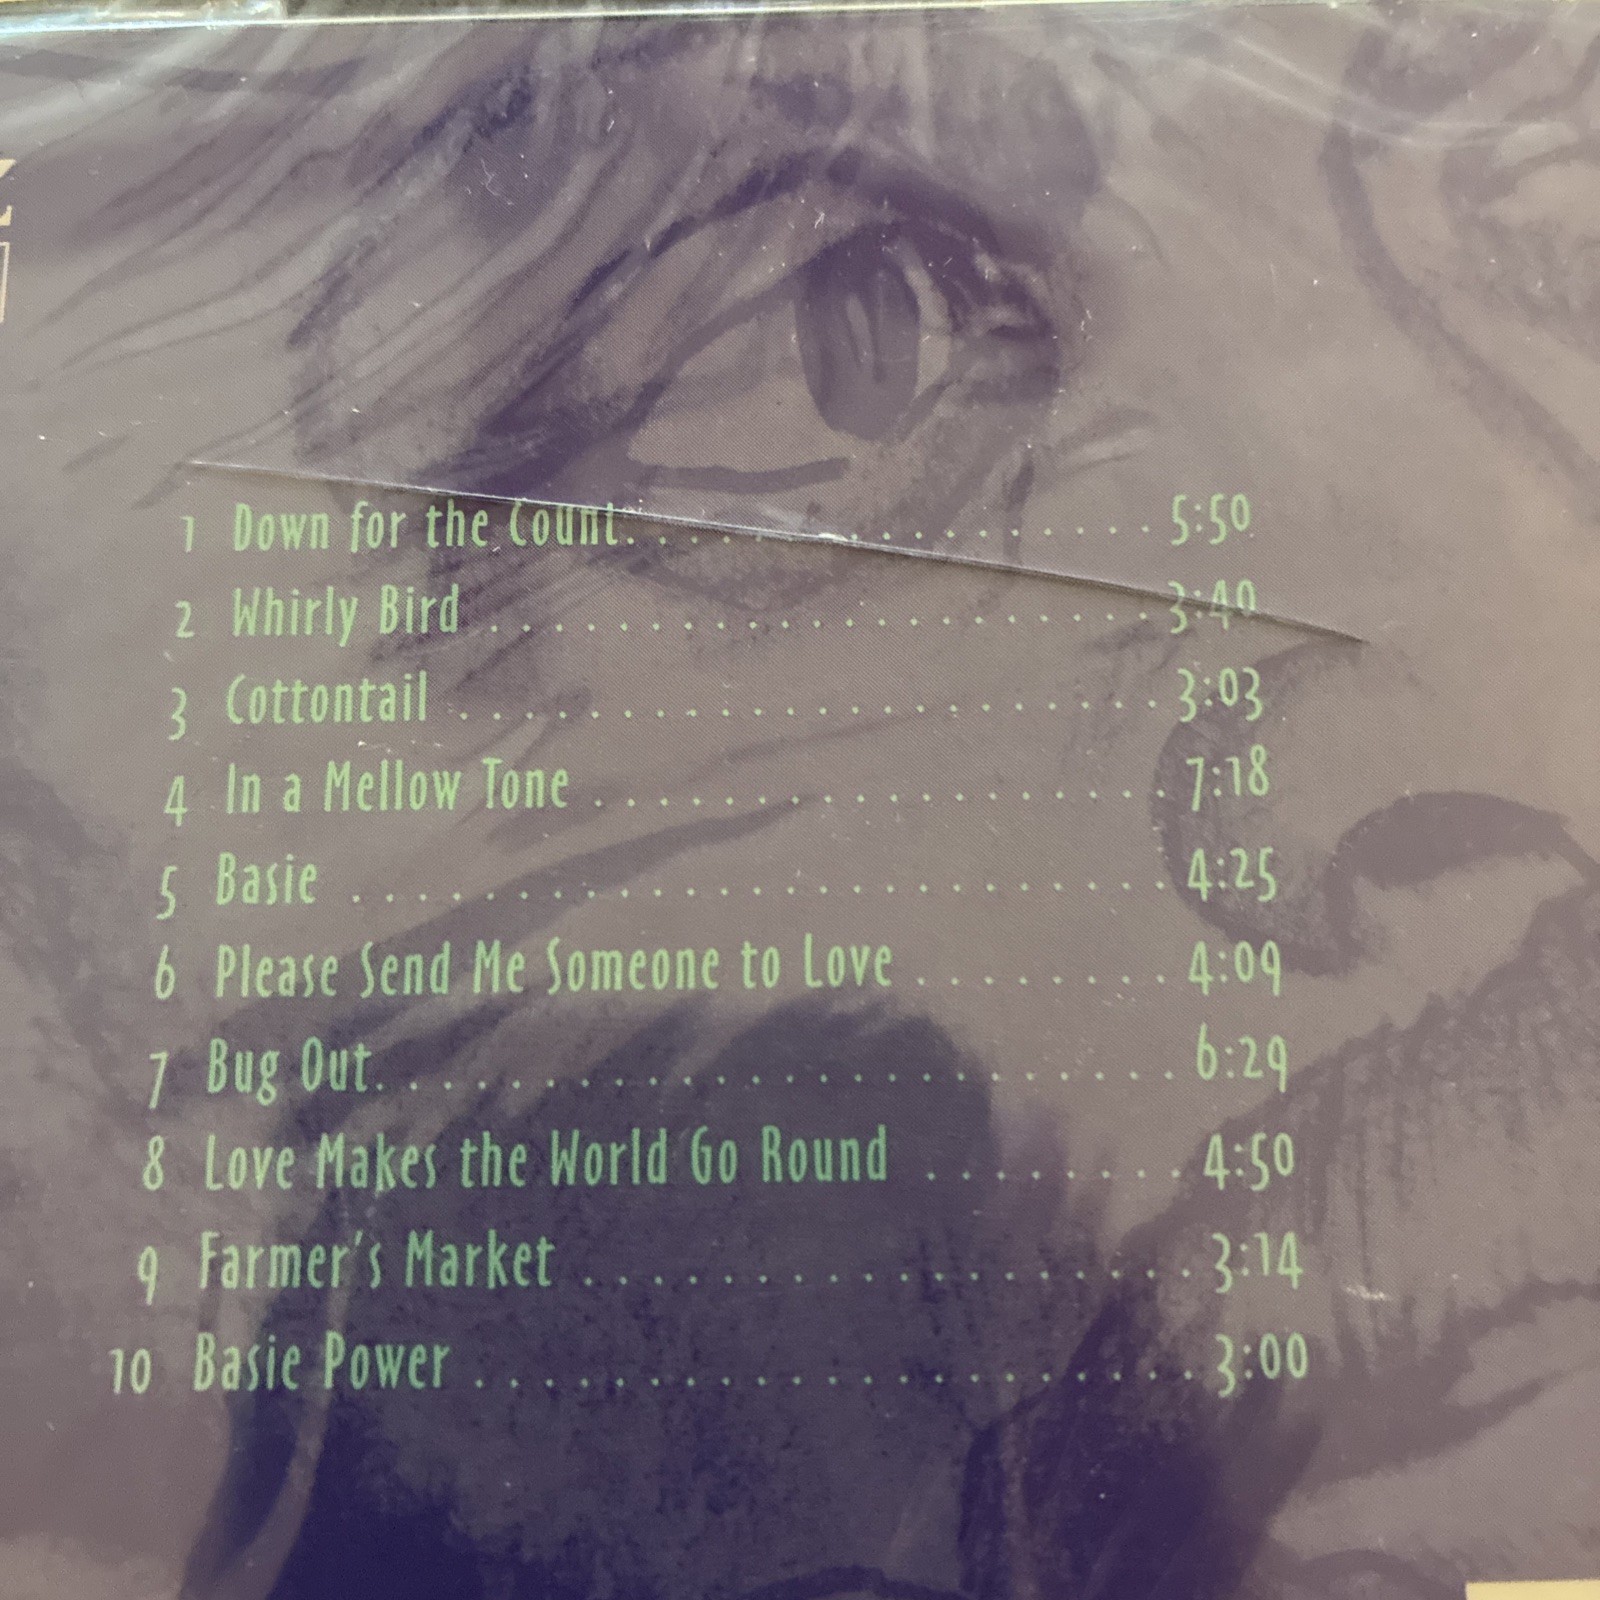 1 Down for the Count. . . . . . . . . . . . . . . . 5:50
2 Whirly Bird . . . . . . . . . . . . . . . . . . . . . 3:40
3 Cottontail . . . . . . . . . . . . . . . . . . . . . . 3:03
4 In a Mellow Tone . . . . . . . . . . . . . . . . . . 7:18
5 Basie . . . . . . . . . . . . . . . . . . . . . . . . . 4:25
6 Please Send Me Someone to Love . . . . . . . . 4:09
7 Bug Out. . . . . . . . . . . . . . . . . . . . . . . . 6:29
8 Love Makes the World Go Round . . . . . . . . 4:50
9 Farmer's Market . . . . . . . . . . . . . . . . . . 3:14
10 Basie Power . . . . . . . . . . . . . . . . . . . . . 3:00